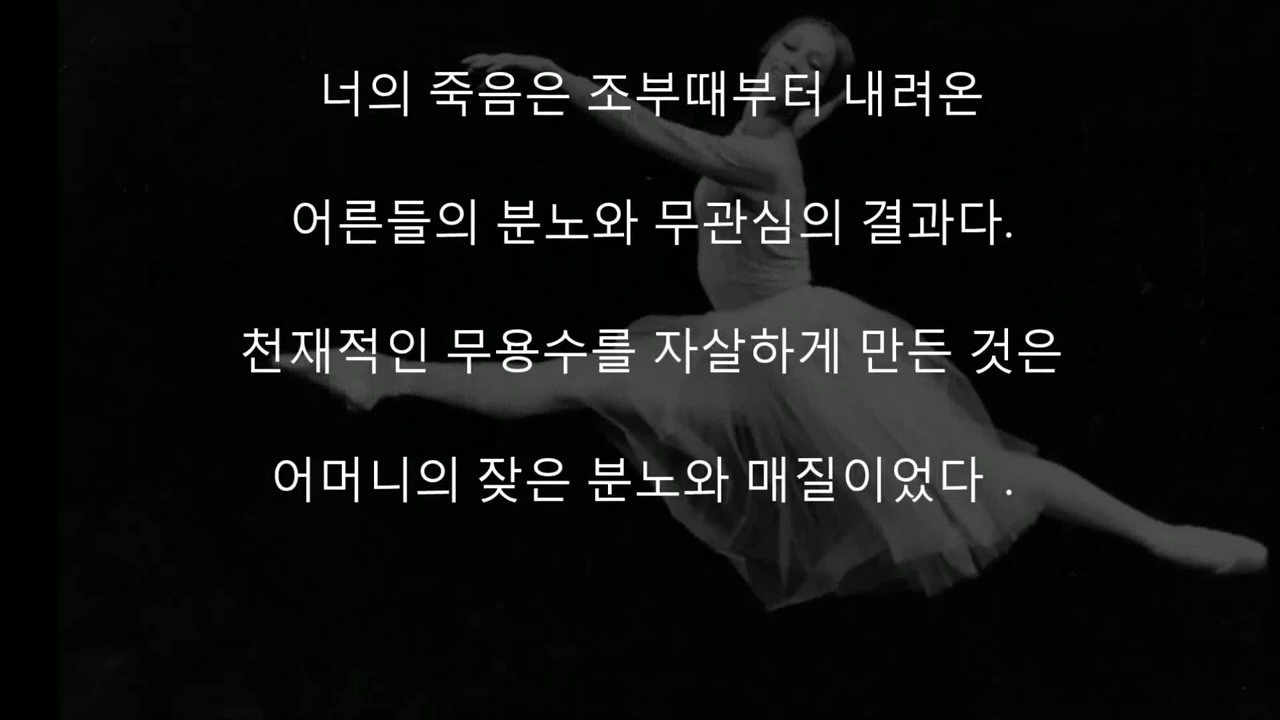 너의 죽음은 조부때부터 내려온
어른들의 분노와 무관심의 결과다.
천재적인 무용수를 자살하게 만든 것은
어머니의 잦은 분노와 매질이었다 .